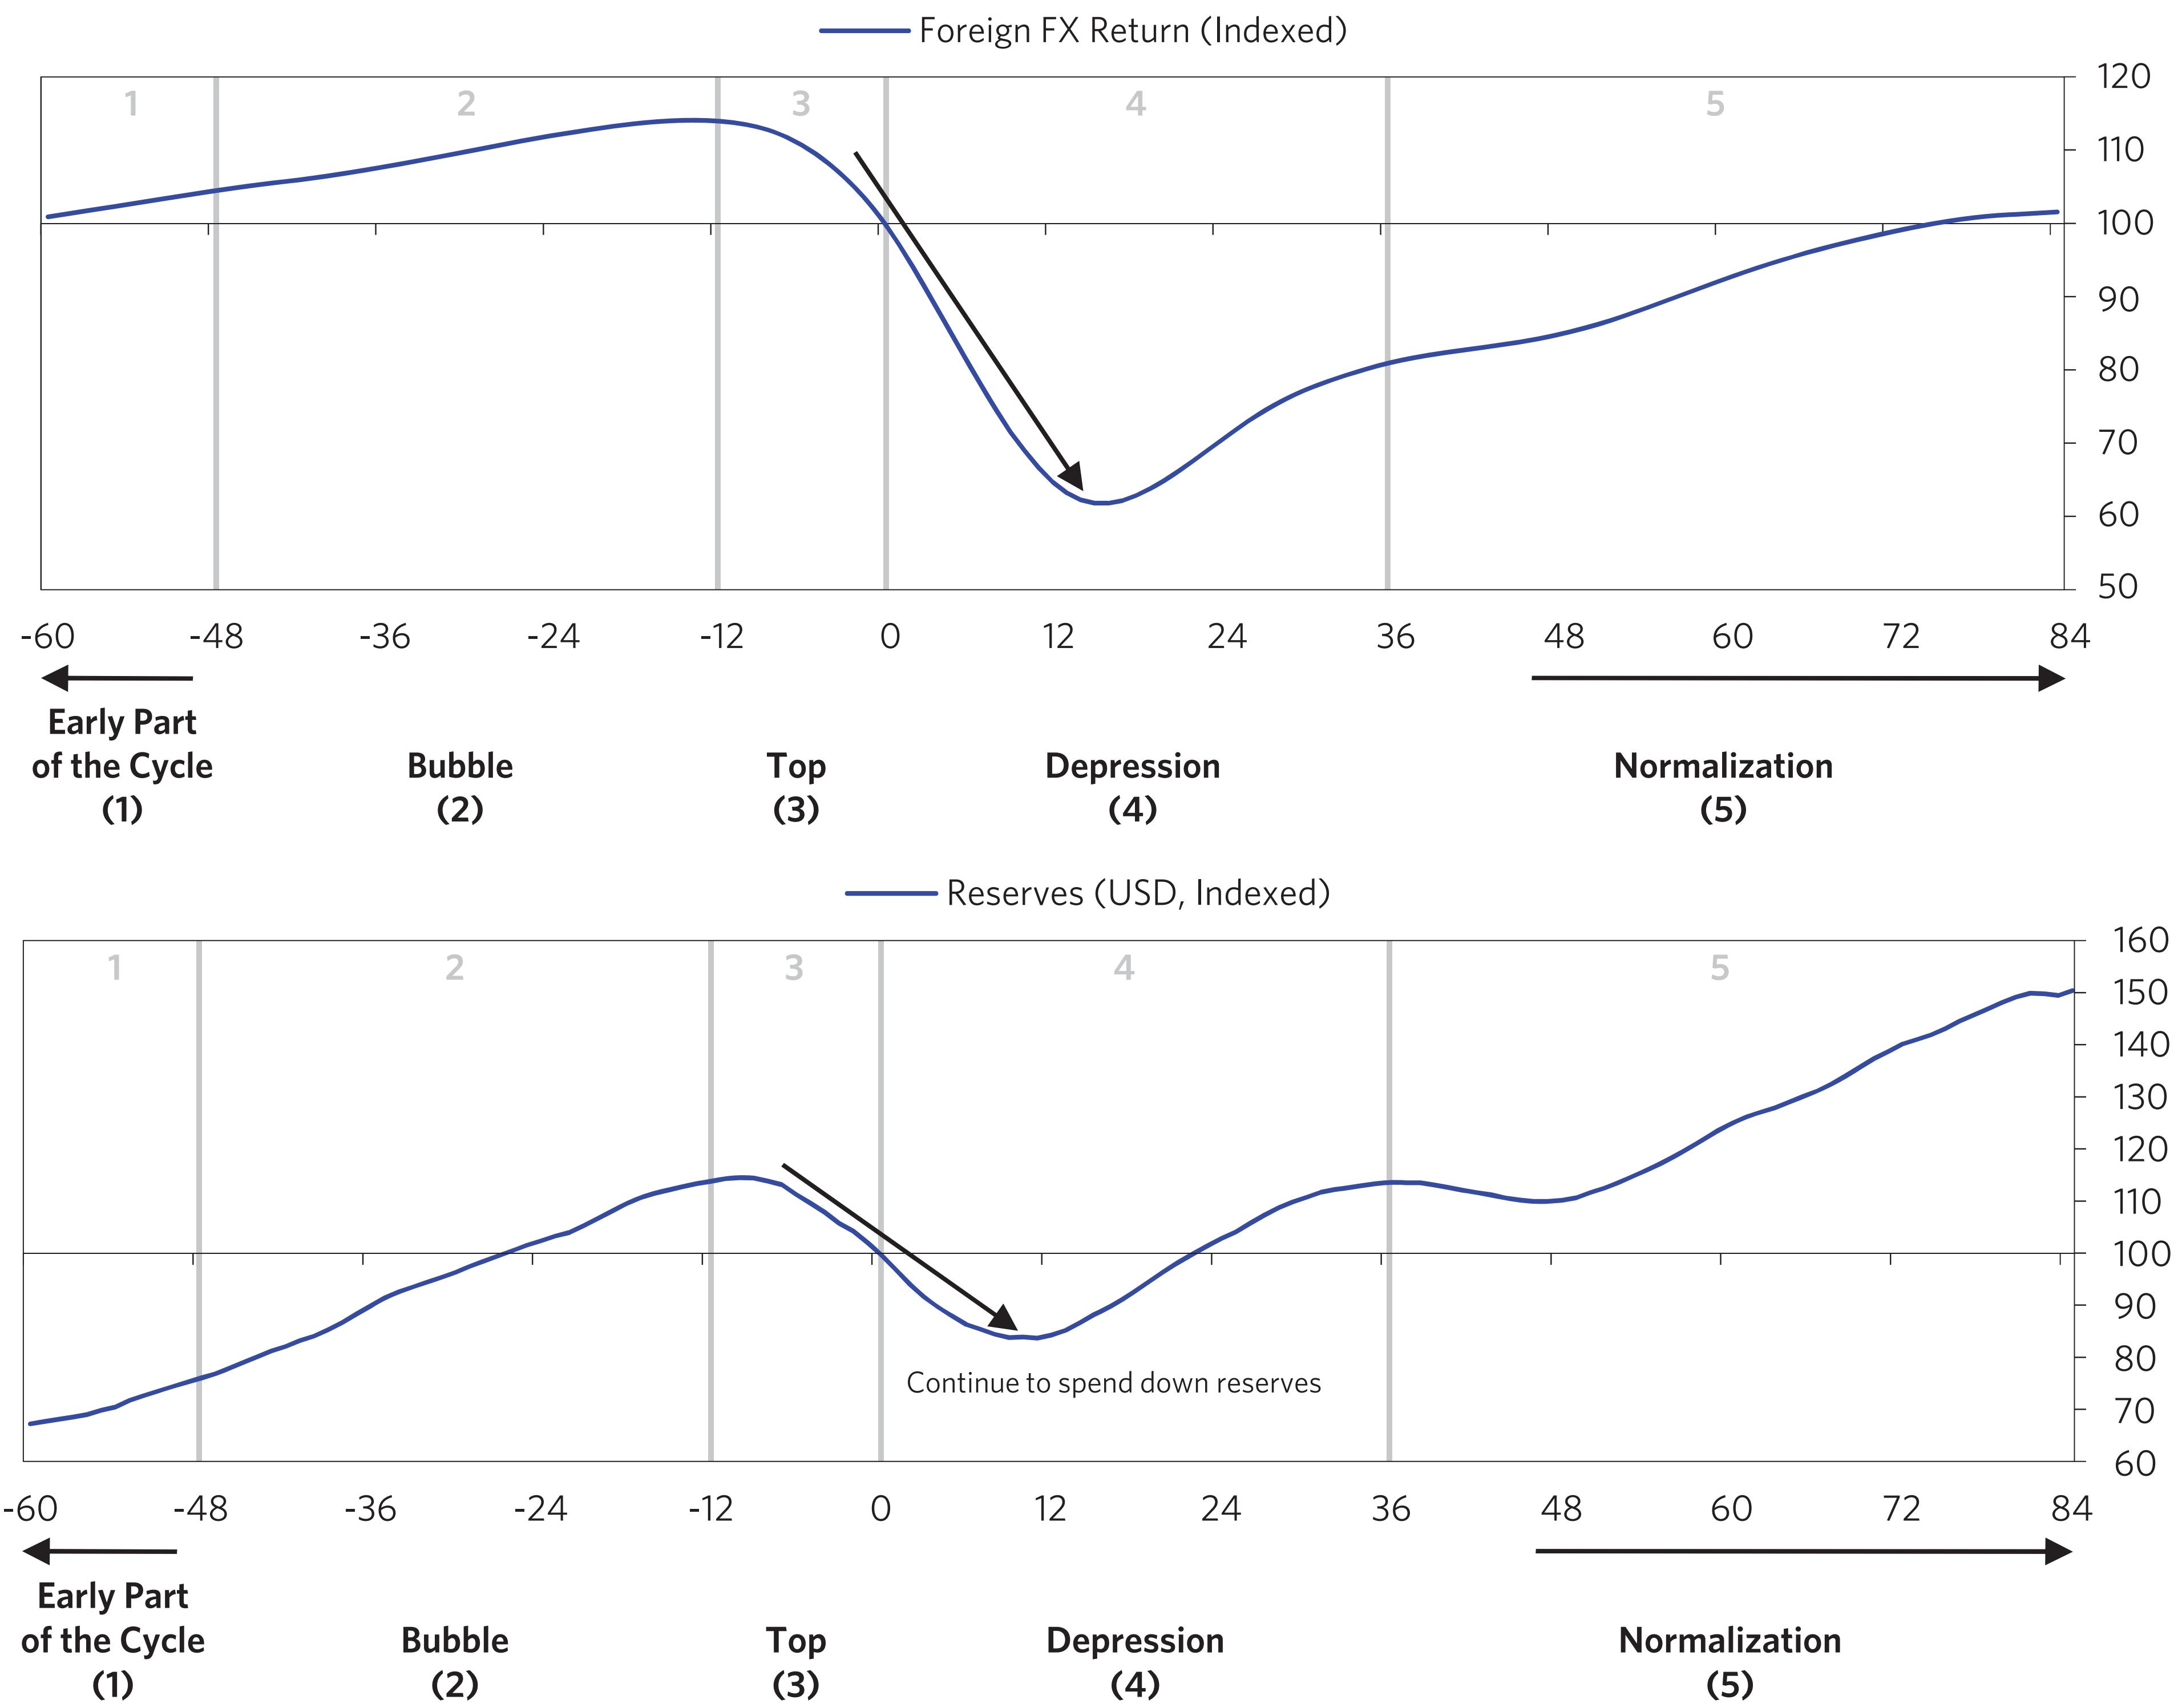 Foreign FX Return (Indexed)
1 2 3 4 5
120
110
100
90
80
70
60
50
-60 -48 -36 -24 -12 0 12 24 36 48 60 72 84
Early Part
of the Cycle
(1)
Bubble
(2)
Top
(3)
Depression
(4)
Normalization
(5)
Reserves (USD, Indexed)
1 2 3 4 5
160
150
140
130
120
110
100
90
80
70
60
Continue to spend down reserves
-60 -48 -36 -24 -12 0 12 24 36 48 60 72 84
Early Part
of the Cycle
(1)
Bubble
(2)
Top
(3)
Depression
(4)
Normalization
(5)